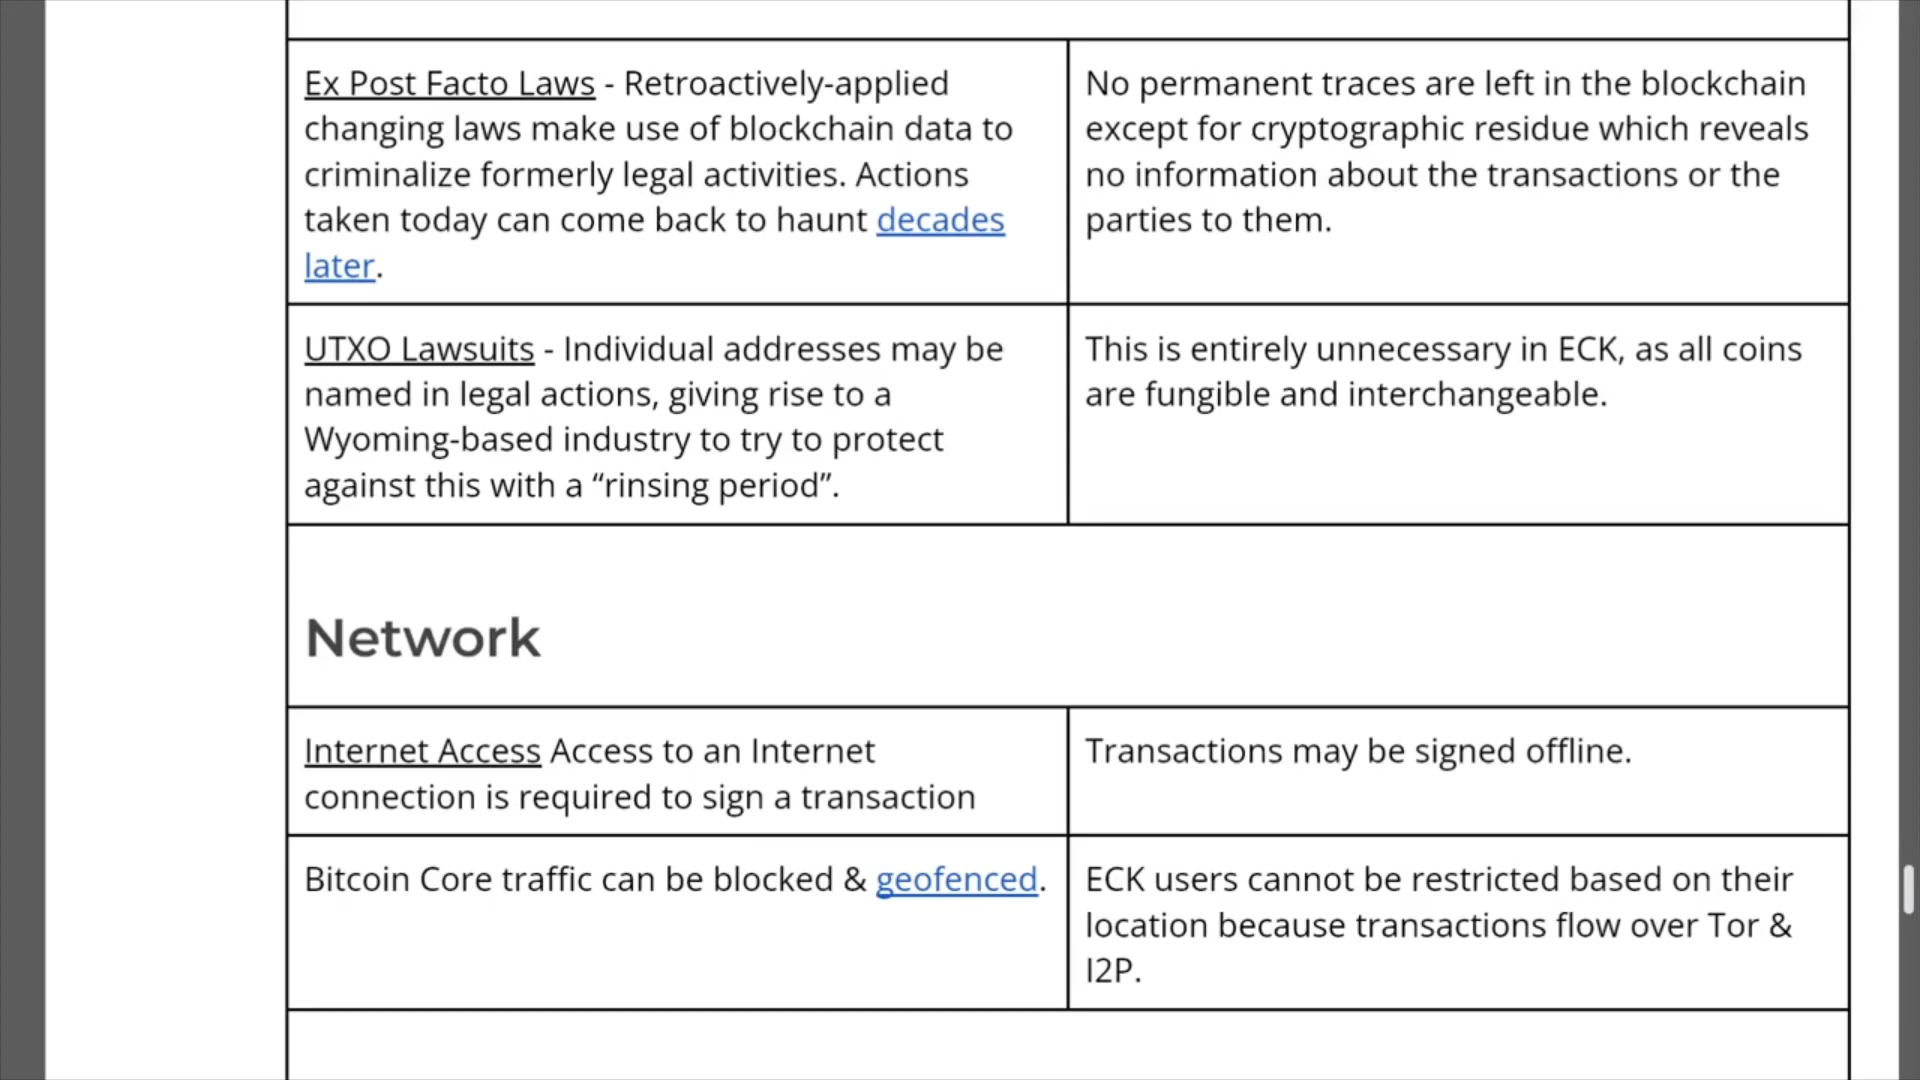 Ex Post Facto Laws - Retroactively-applied
changing laws make use of blockchain data to
criminalize formerly legal activities. Actions
taken today can come back to haunt decades
later.
No permanent traces are left in the blockchain
except for cryptographic residue which reveals
no information about the transactions or the
parties to them.
UTXO Lawsuits - Individual addresses may be
named in legal actions, giving rise to a
Wyoming-based industry to try to protect
against this with a “rinsing period”.
This is entirely unnecessary in ECK, as all coins
are fungible and interchangeable.
Network
Internet Access Access to an Internet
connection is required to sign a transaction
Transactions may be signed offline.
Bitcoin Core traffic can be blocked & geofenced.
ECK users cannot be restricted based on their
location because transactions flow over Tor &
I2P.